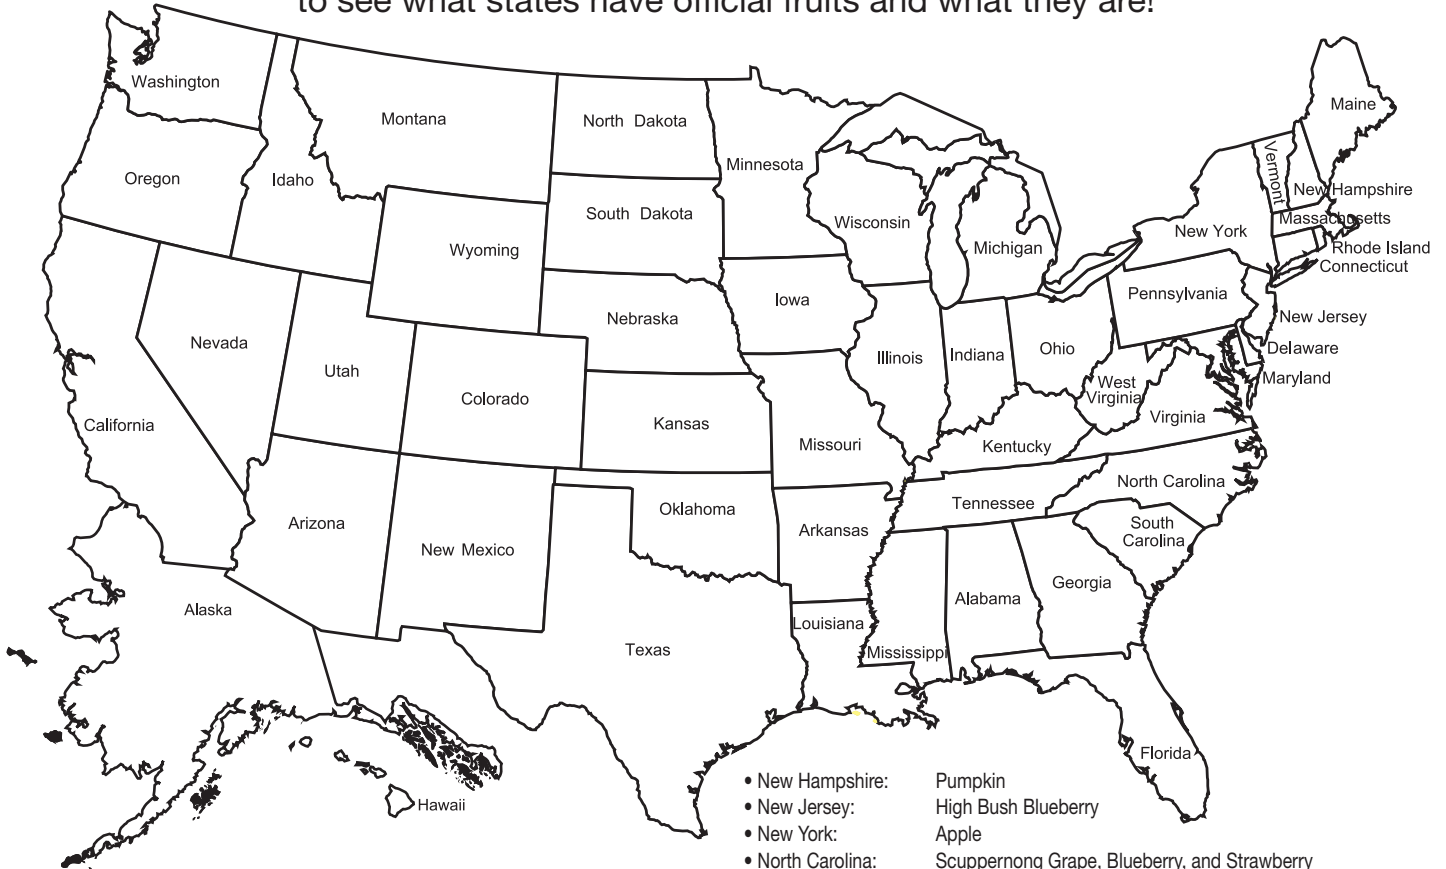 to see what states have official fruits and what they are!
Washington
Montana
North Dakota
Minnesota
Maine
Oregon
Idaho
Vermont
New Hampshire
South Dakota
Wisconsin
Massachusetts
Wyoming
Michigan
New York
Rhode Island
Connecticut
Iowa
Pennsylvania
Nebraska
New Jersey
Nevada
Illinois
Indiana
Ohio
Delaware
Utah
Maryland
Colorado
West
Virginia
California
Kansas
Virginia
Missouri
Kentucky
North Carolina
Tennessee
Oklahoma
Arizona
Arkansas
South
Carolina
New Mexico
Georgia
Alaska
Alabama
Louisiana
Texas
Mississippi
Florida
Hawaii
• New Hampshire: Pumpkin
• New Jersey: High Bush Blueberry
• New York: Apple
• North Carolina: Scuppernong Grape, Blueberry, and Strawberry